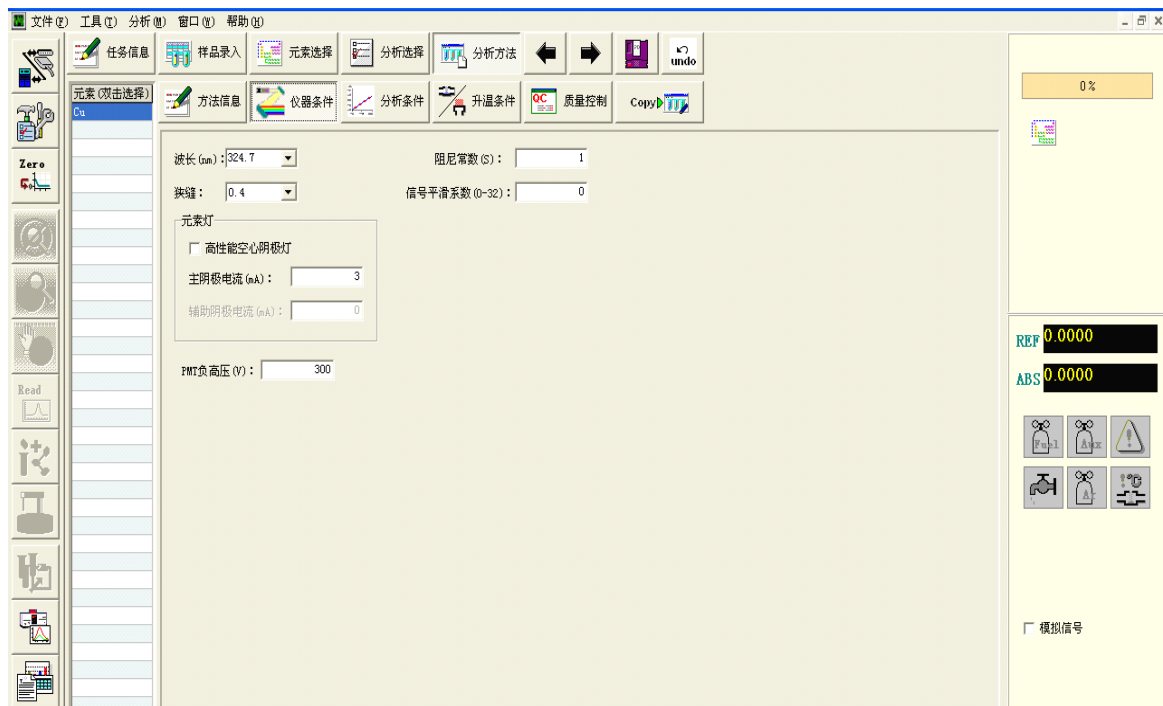 文件(F) 工具(T) 分析(M) 窗口(W) 帮助(H)
任务信息 样品录入 元素选择 分析选择 分析方法 undo
元素(双击选择)
Cu
方法信息 仪器条件 分析条件 升温条件 QC 质量控制 Copy
Zero
Read
波长(nm): 324.7
阻尼常数(S): 1
狭缝: 0.4
信号平滑系数(0-32): 0
元素灯
高性能空心阴极灯
主阴极电流(mA): 3
辅助阴极电流(mA): 0
PMT负高压(V): 300
0%
REF 0.0000
ABS 0.0000
Fuel Aux
Ar
模拟信号